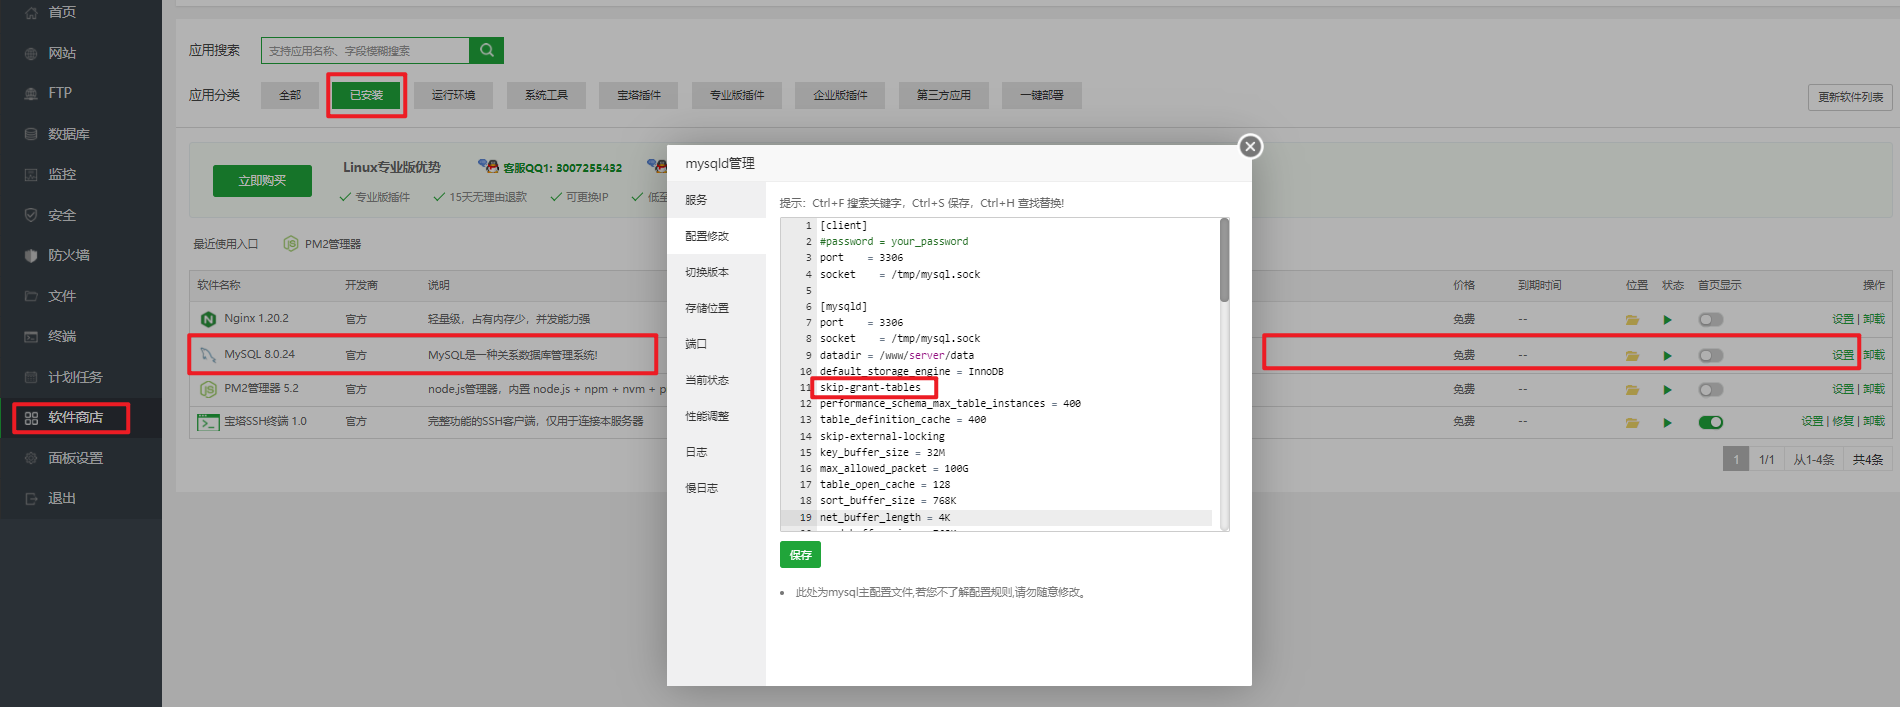 首页
网站
FTP
数据库
监控
安全
防火墙
文件
终端
计划任务
软件商店
面板设置
退出
应用搜索 支持应用名称、字段模糊搜索
应用分类 全部 已安装 运行环境 系统工具 宝塔插件 专业版插件 企业版插件 第三方应用 一键部署 更新软件列表
立即购买 Linux专业版优势 客服QQ1: 3007255432
专业版插件 15天无理由退款 可更换IP 低至
最近使用入口 PM2管理器
软件名称 开发商 说明 价格 到期时间 位置 状态 首页显示 操作
Nginx 1.20.2 官方 轻量级，占有内存少，并发能力强 免费 -- 设置 | 卸载
MySQL 8.0.24 官方 MySQL是一种关系数据库管理系统! 免费 -- 设置 卸载
PM2管理器 5.2 官方 node.js管理器，内置 node.js + npm + nvm + p 免费 -- 设置 | 卸载
宝塔SSH终端 1.0 官方 完整功能的SSH客户端，仅用于连接本服务器 免费 -- 设置 | 修复 | 卸载
1 1/1 从1-4条 共4条
mysqld管理
服务
配置修改
切换版本
存储位置
端口
当前状态
性能调整
日志
慢日志
提示：Ctrl+F 搜索关键字，Ctrl+S 保存，Ctrl+H 查找替换!
1 [client]
2 #password = your_password
3 port = 3306
4 socket = /tmp/mysql.sock
5
6 [mysqld]
7 port = 3306
8 socket = /tmp/mysql.sock
9 datadir = /www/server/data
10 default_storage_engine = InnoDB
11 skip-grant-tables
12 performance_schema_max_table_instances = 400
13 table_definition_cache = 400
14 skip-external-locking
15 key_buffer_size = 32M
16 max_allowed_packet = 100G
17 table_open_cache = 128
18 sort_buffer_size = 768K
19 net_buffer_length = 4K
保存
此处为mysql主配置文件,若您不了解配置规则,请勿随意修改。